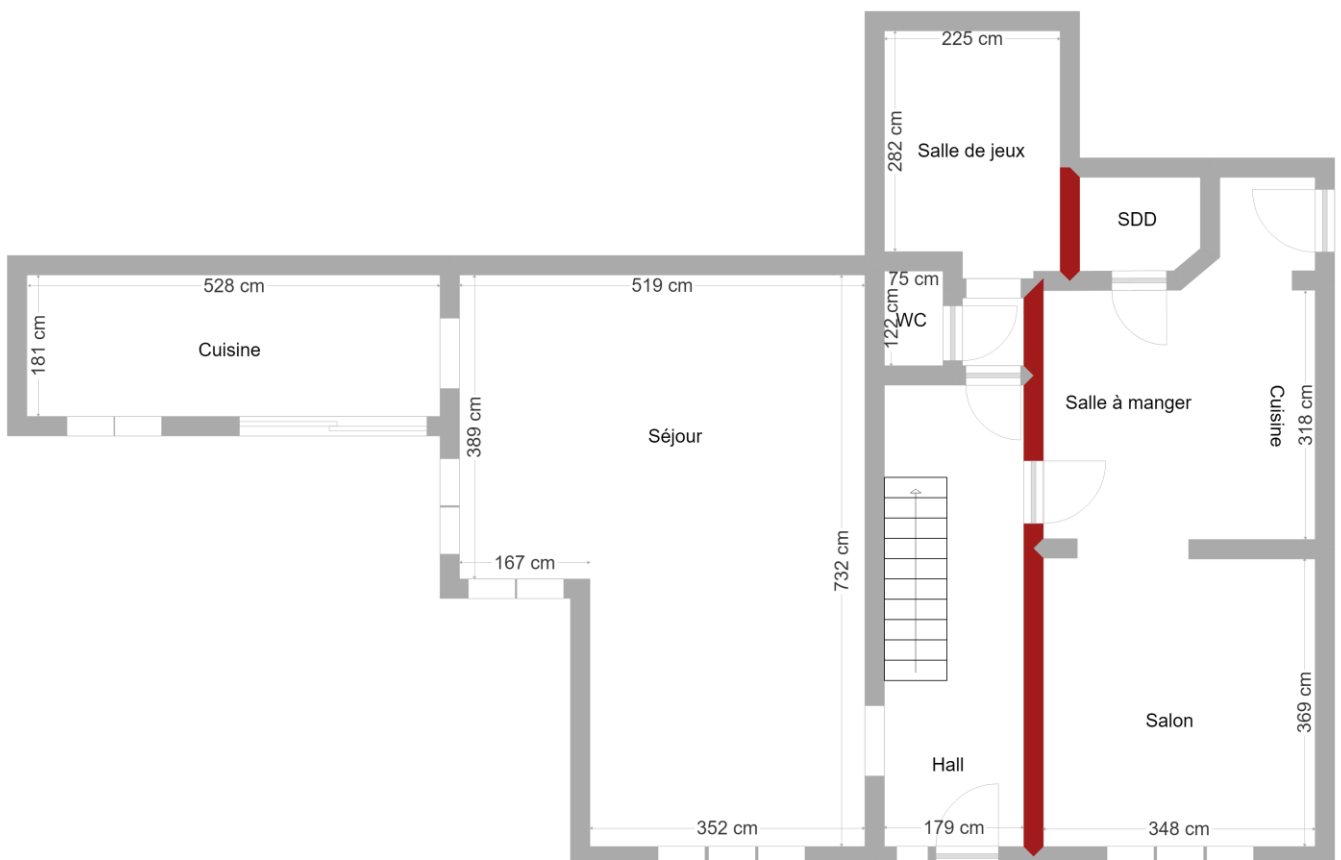 225 cm
282 cm
Salle de jeux
SDD
528 cm
519 cm
75 cm
122 cm
WC
181 cm
Cuisine
389 cm
Séjour
Salle à manger
Cuisine
318 cm
167 cm
732 cm
Salon
369 cm
Hall
352 cm
179 cm
348 cm